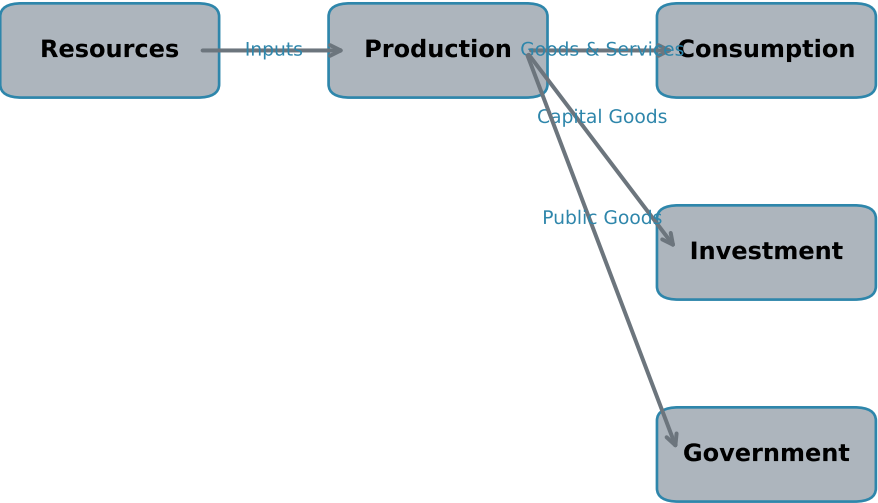 Resources
Inputs
Production
Goods & Services
Consumption
Capital Goods
Public Goods
Investment
Government